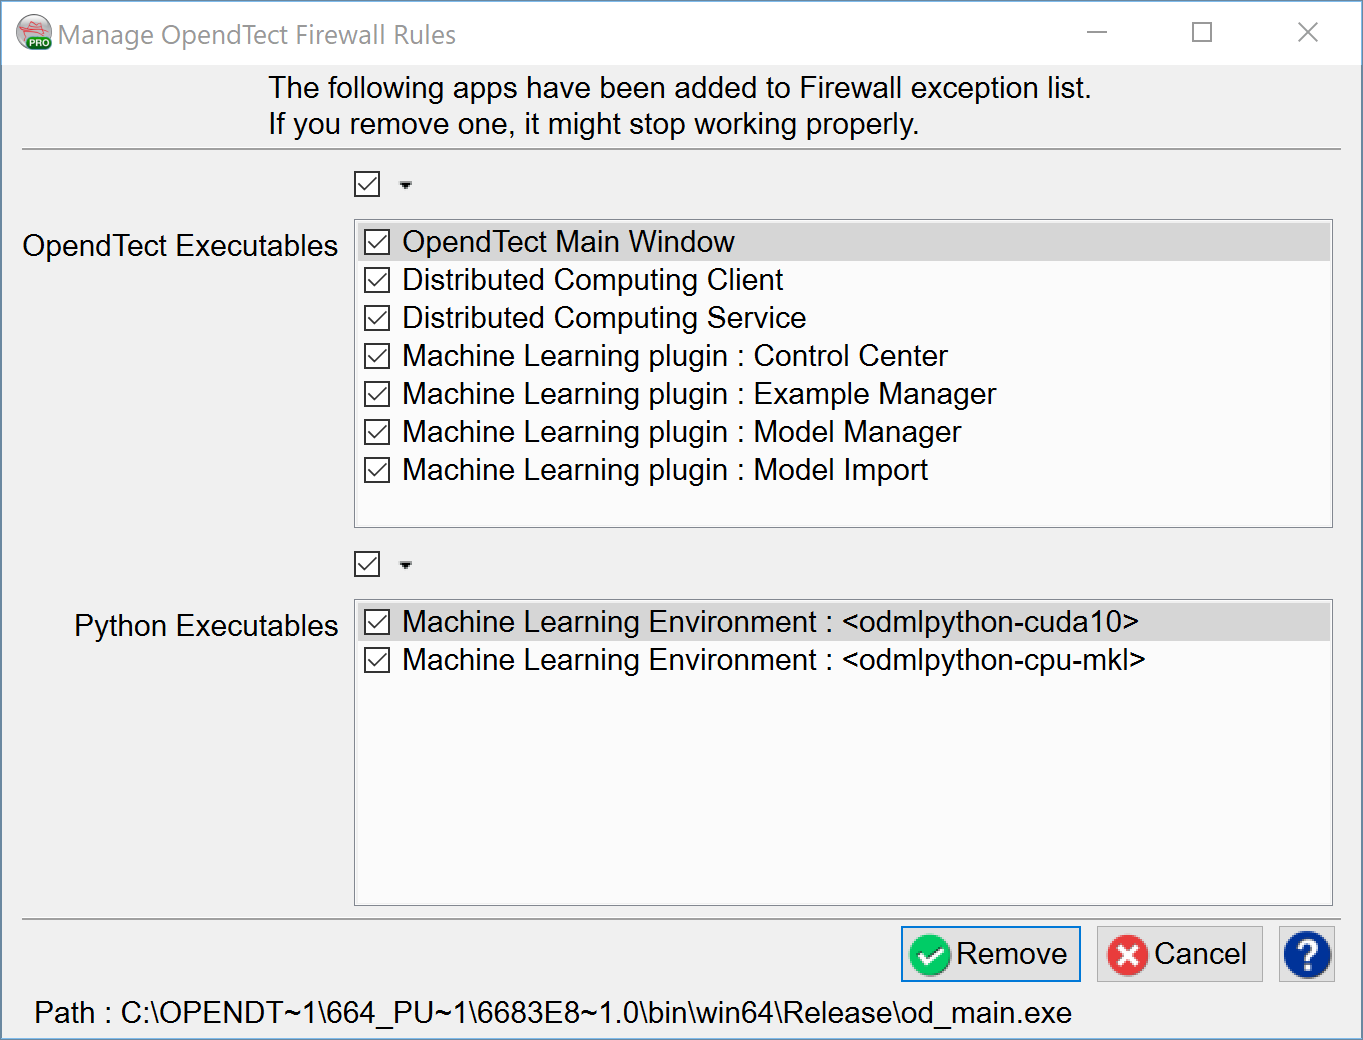 PRO
Manage OpendTect Firewall Rules
The following apps have been added to Firewall exception list.
If you remove one, it might stop working properly.
OpendTect Executables
OpendTect Main Window
Distributed Computing Client
Distributed Computing Service
Machine Learning plugin : Control Center
Machine Learning plugin : Example Manager
Machine Learning plugin : Model Manager
Machine Learning plugin : Model Import
Python Executables
Machine Learning Environment : <odmlpython-cuda10>
Machine Learning Environment : <odmlpython-cpu-mkl>
Remove
Cancel
?
Path : C:\OPENDT~1\664_PU~1\6683E8~1.0\bin\win64\Release\od_main.exe